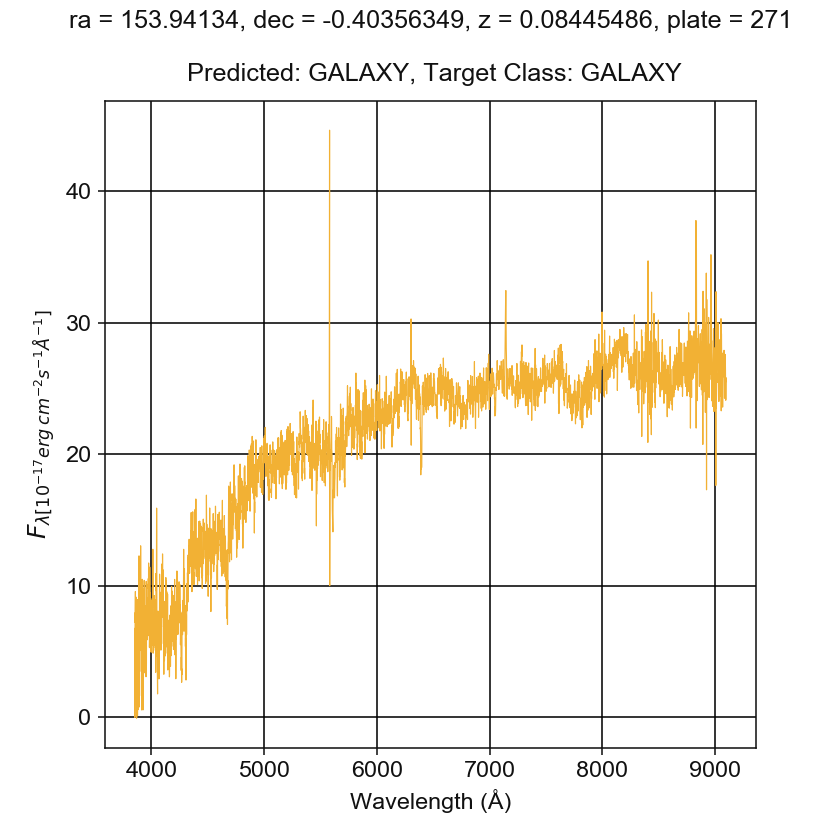 ra = 153.94134, dec = -0.40356349, z = 0.08445486, plate = 271
Predicted: GALAXY, Target Class: GALAXY
F_{λ[10^{−17} erg cm^{−2}s^{−1}Å^{−1}]}
40
30
20
10
0
4000 5000 6000 7000 8000 9000
Wavelength (Å)